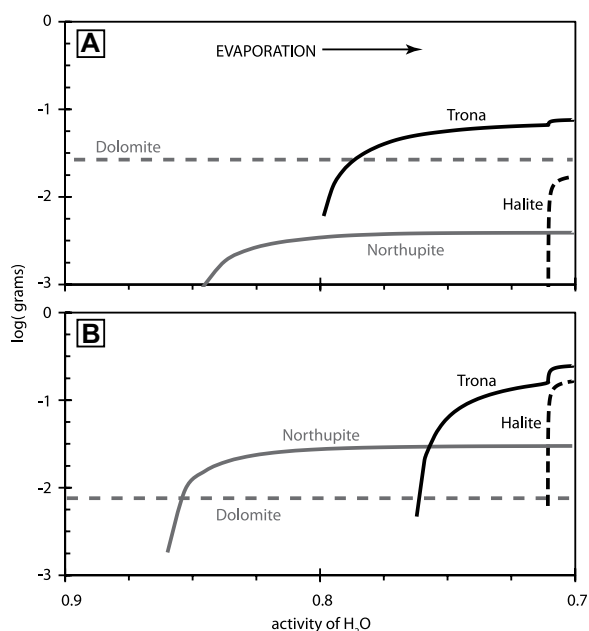 0
A
EVAPORATION
-1
Trona
Dolomite
-2
Halite
Northupite
-3
log( grams)
0
B
Trona
-1
Halite
Northupite
-2
Dolomite
-3
0.9
0.8
0.7
activity of H2O